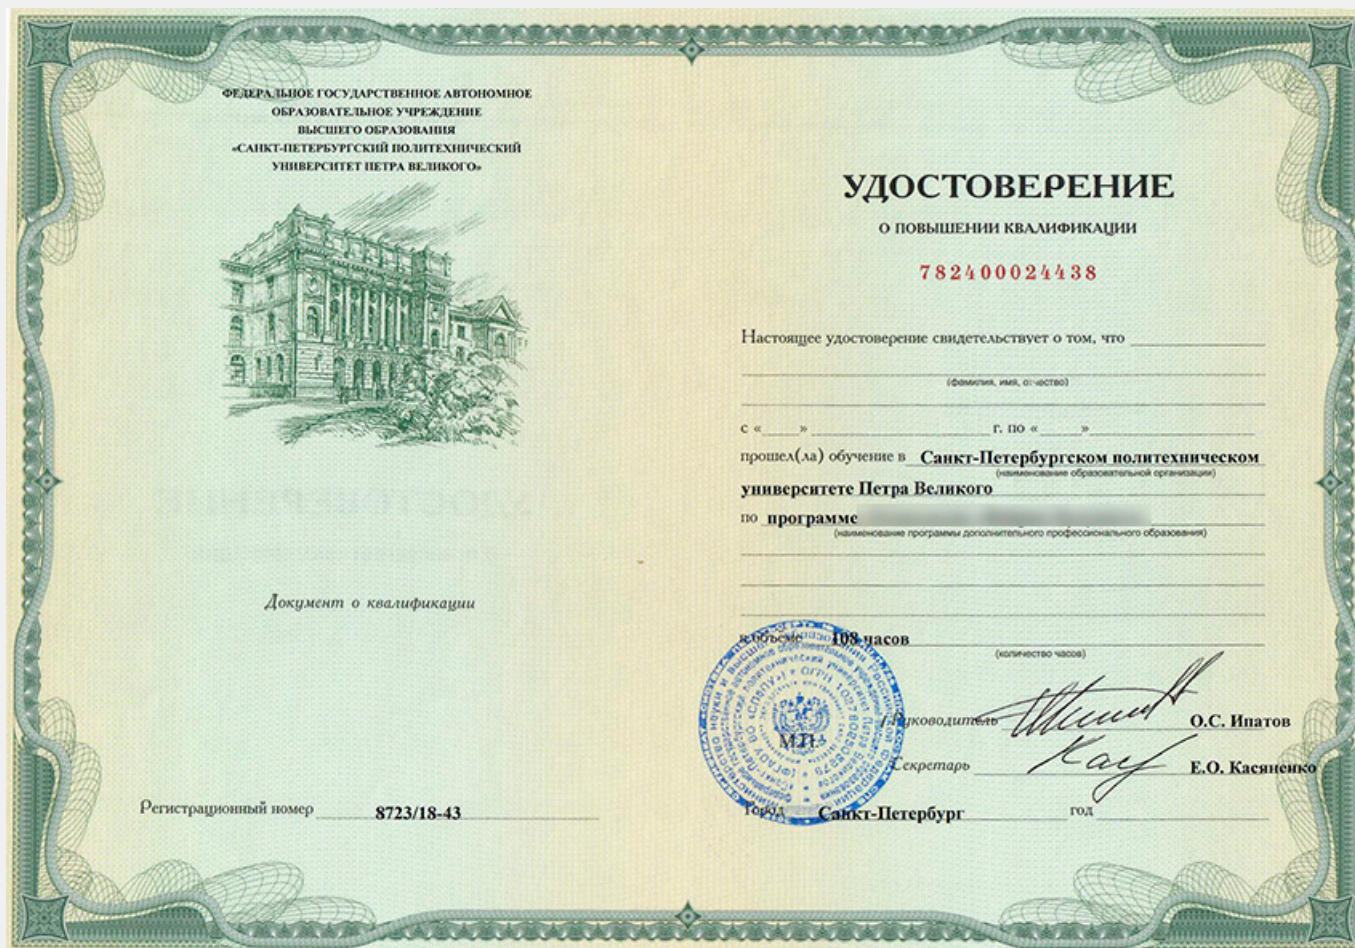 ФЕДЕРАЛЬНОЕ ГОСУДАРСТВЕННОЕ АВТОНОМНОЕ
ОБРАЗОВАТЕЛЬНОЕ УЧРЕЖДЕНИЕ
ВЫСШЕГО ОБРАЗОВАНИЯ
«САНКТ-ПЕТЕРБУРГСКИЙ ПОЛИТЕХНИЧЕСКИЙ
УНИВЕРСИТЕТ ПЕТРА ВЕЛИКОГО»
Документ о квалификации
Регистрационный номер 8723/18-43
УДОСТОВЕРЕНИЕ
О ПОВЫШЕНИИ КВАЛИФИКАЦИИ
782400024438
Настоящее удостоверение свидетельствует о том, что
(фамилия, имя, отчество)
с « » г. по « »
прошел(ла) обучение в Санкт-Петербургском политехническом
(наименование образовательной организации)
университете Петра Великого
по программе
(наименование программы дополнительного профессионального образования)
в объеме 108 часов
(количество часов)
Руководитель О.С. Ипатов
М.П.
Секретарь Е.О. Касяненко
Город Санкт-Петербург год